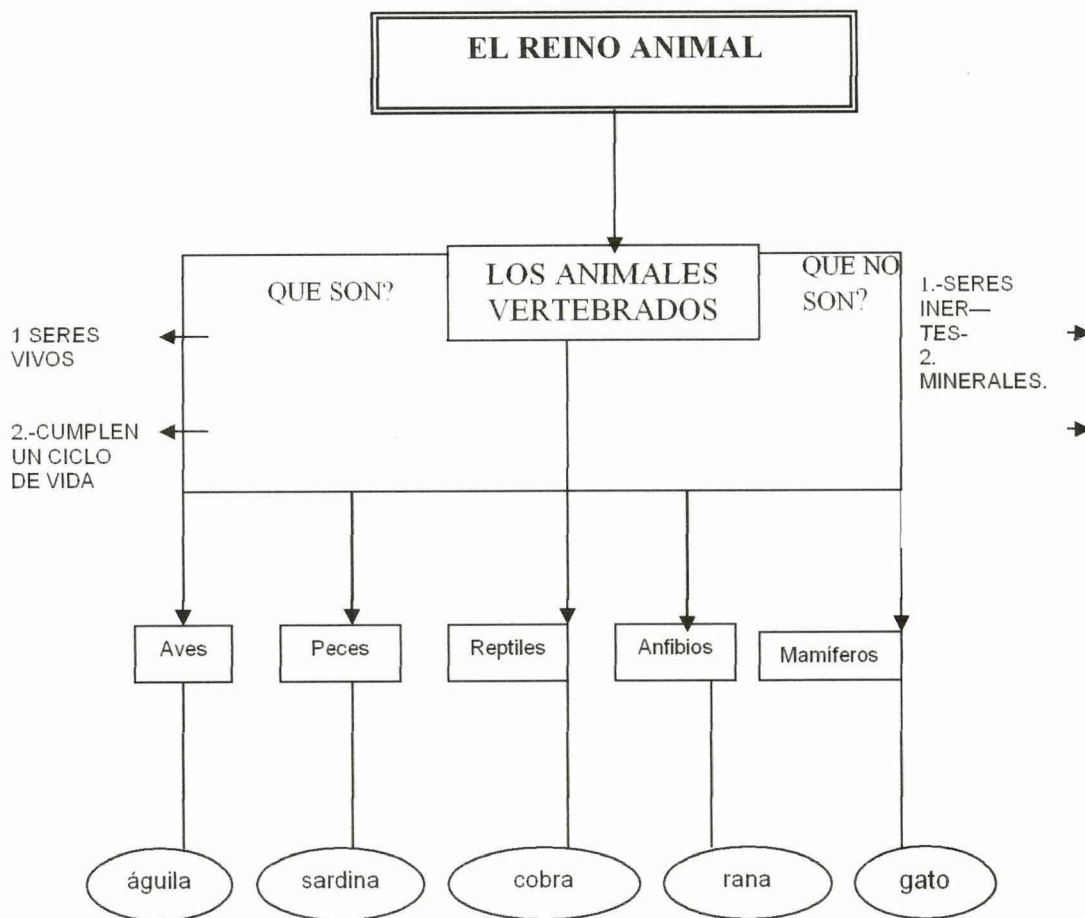 EL REINO ANIMAL
QUE SON?
LOS ANIMALES
VERTEBRADOS
QUE NO
SON?
1 SERES
VIVOS
2.-CUMPLEN
UN CICLO
DE VIDA
1.-SERES
INER—
TES-
2.
MINERALES.
Aves
Peces
Reptiles
Anfibios
Mamíferos
águila
sardina
cobra
rana
gato